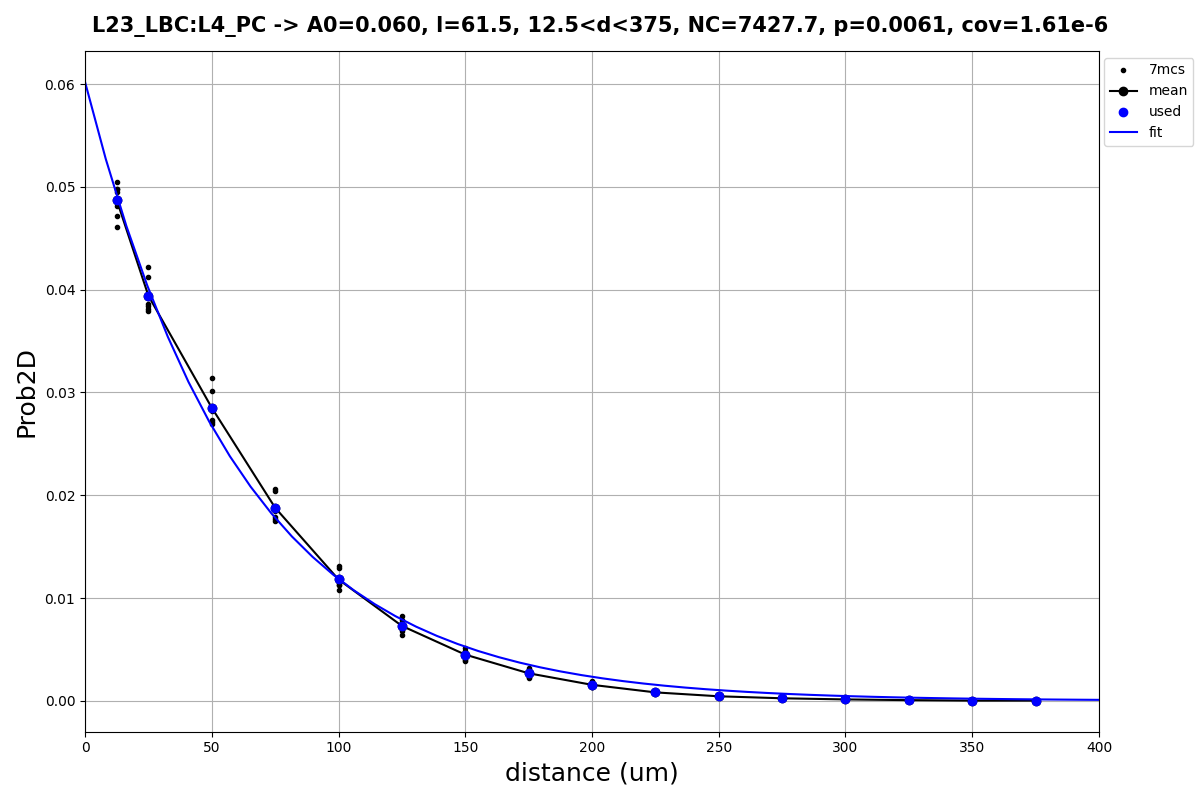 L23_LBC:L4_PC -> A0=0.060, l=61.5, 12.5<d<375, NC=7427.7, p=0.0061, cov=1.61e-6
7mcs
mean
used
fit
Prob2D
0.06
0.05
0.04
0.03
0.02
0.01
0.00
0 50 100 150 200 250 300 350 400
distance (um)